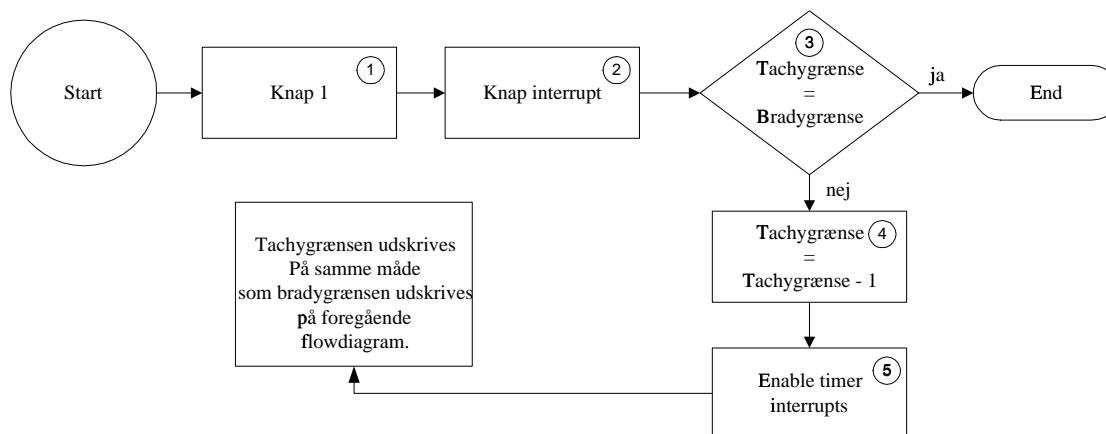 Start
1
Knap 1
2
Knap interrupt
3
Tachygrænse
=
Bradygrænse
ja
End
nej
4
Tachygrænse
=
Tachygrænse - 1
5
Enable timer
interrupts
Tachygrænsen udskrives
På samme måde
som bradygrænsen udskrives
på foregående
flowdiagram.